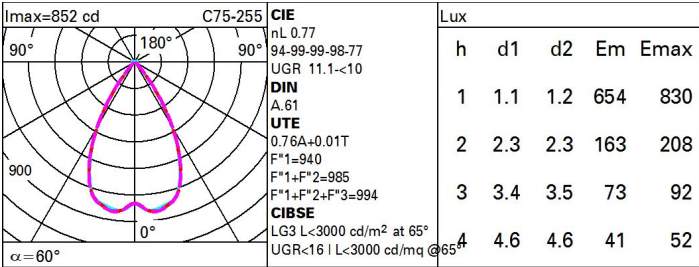 Imax=852 cd C75-255
90° 180° 90°
900
0°
α=60°
CIE
nL 0.77
94-99-99-98-77
UGR 11.1-<10
DIN
A.61
UTE
0.76A+0.01T
F"1=940
F"1+F"2=985
F"1+F"2+F"3=994
CIBSE
LG3 L<3000 cd/m² at 65°
UGR<16 | L<3000 cd/mq @65°
Lux
h d1 d2 Em Emax
1 1.1 1.2 654 830
2 2.3 2.3 163 208
3 3.4 3.5 73 92
4 4.6 4.6 41 52